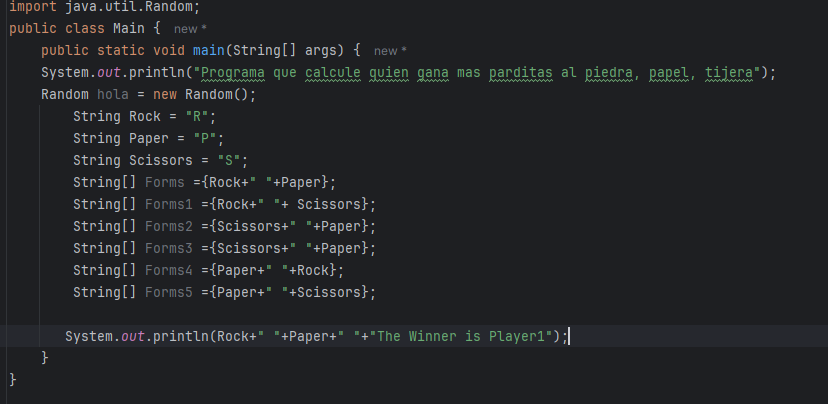 import java.util.Random;
public class Main { new *
public static void main(String[] args) { new *
System.out.println("Programa que calcule quien gana mas parditas al piedra, papel, tijera");
Random hola = new Random();
String Rock = "R";
String Paper = "P";
String Scissors = "S";
String[] Forms ={Rock+" "+Paper};
String[] Forms1 ={Rock+" "+ Scissors};
String[] Forms2 ={Scissors+" "+Paper};
String[] Forms3 ={Scissors+" "+Paper};
String[] Forms4 ={Paper+" "+Rock};
String[] Forms5 ={Paper+" "+Scissors};
System.out.println(Rock+" "+Paper+" "+"The Winner is Player1");
}
}